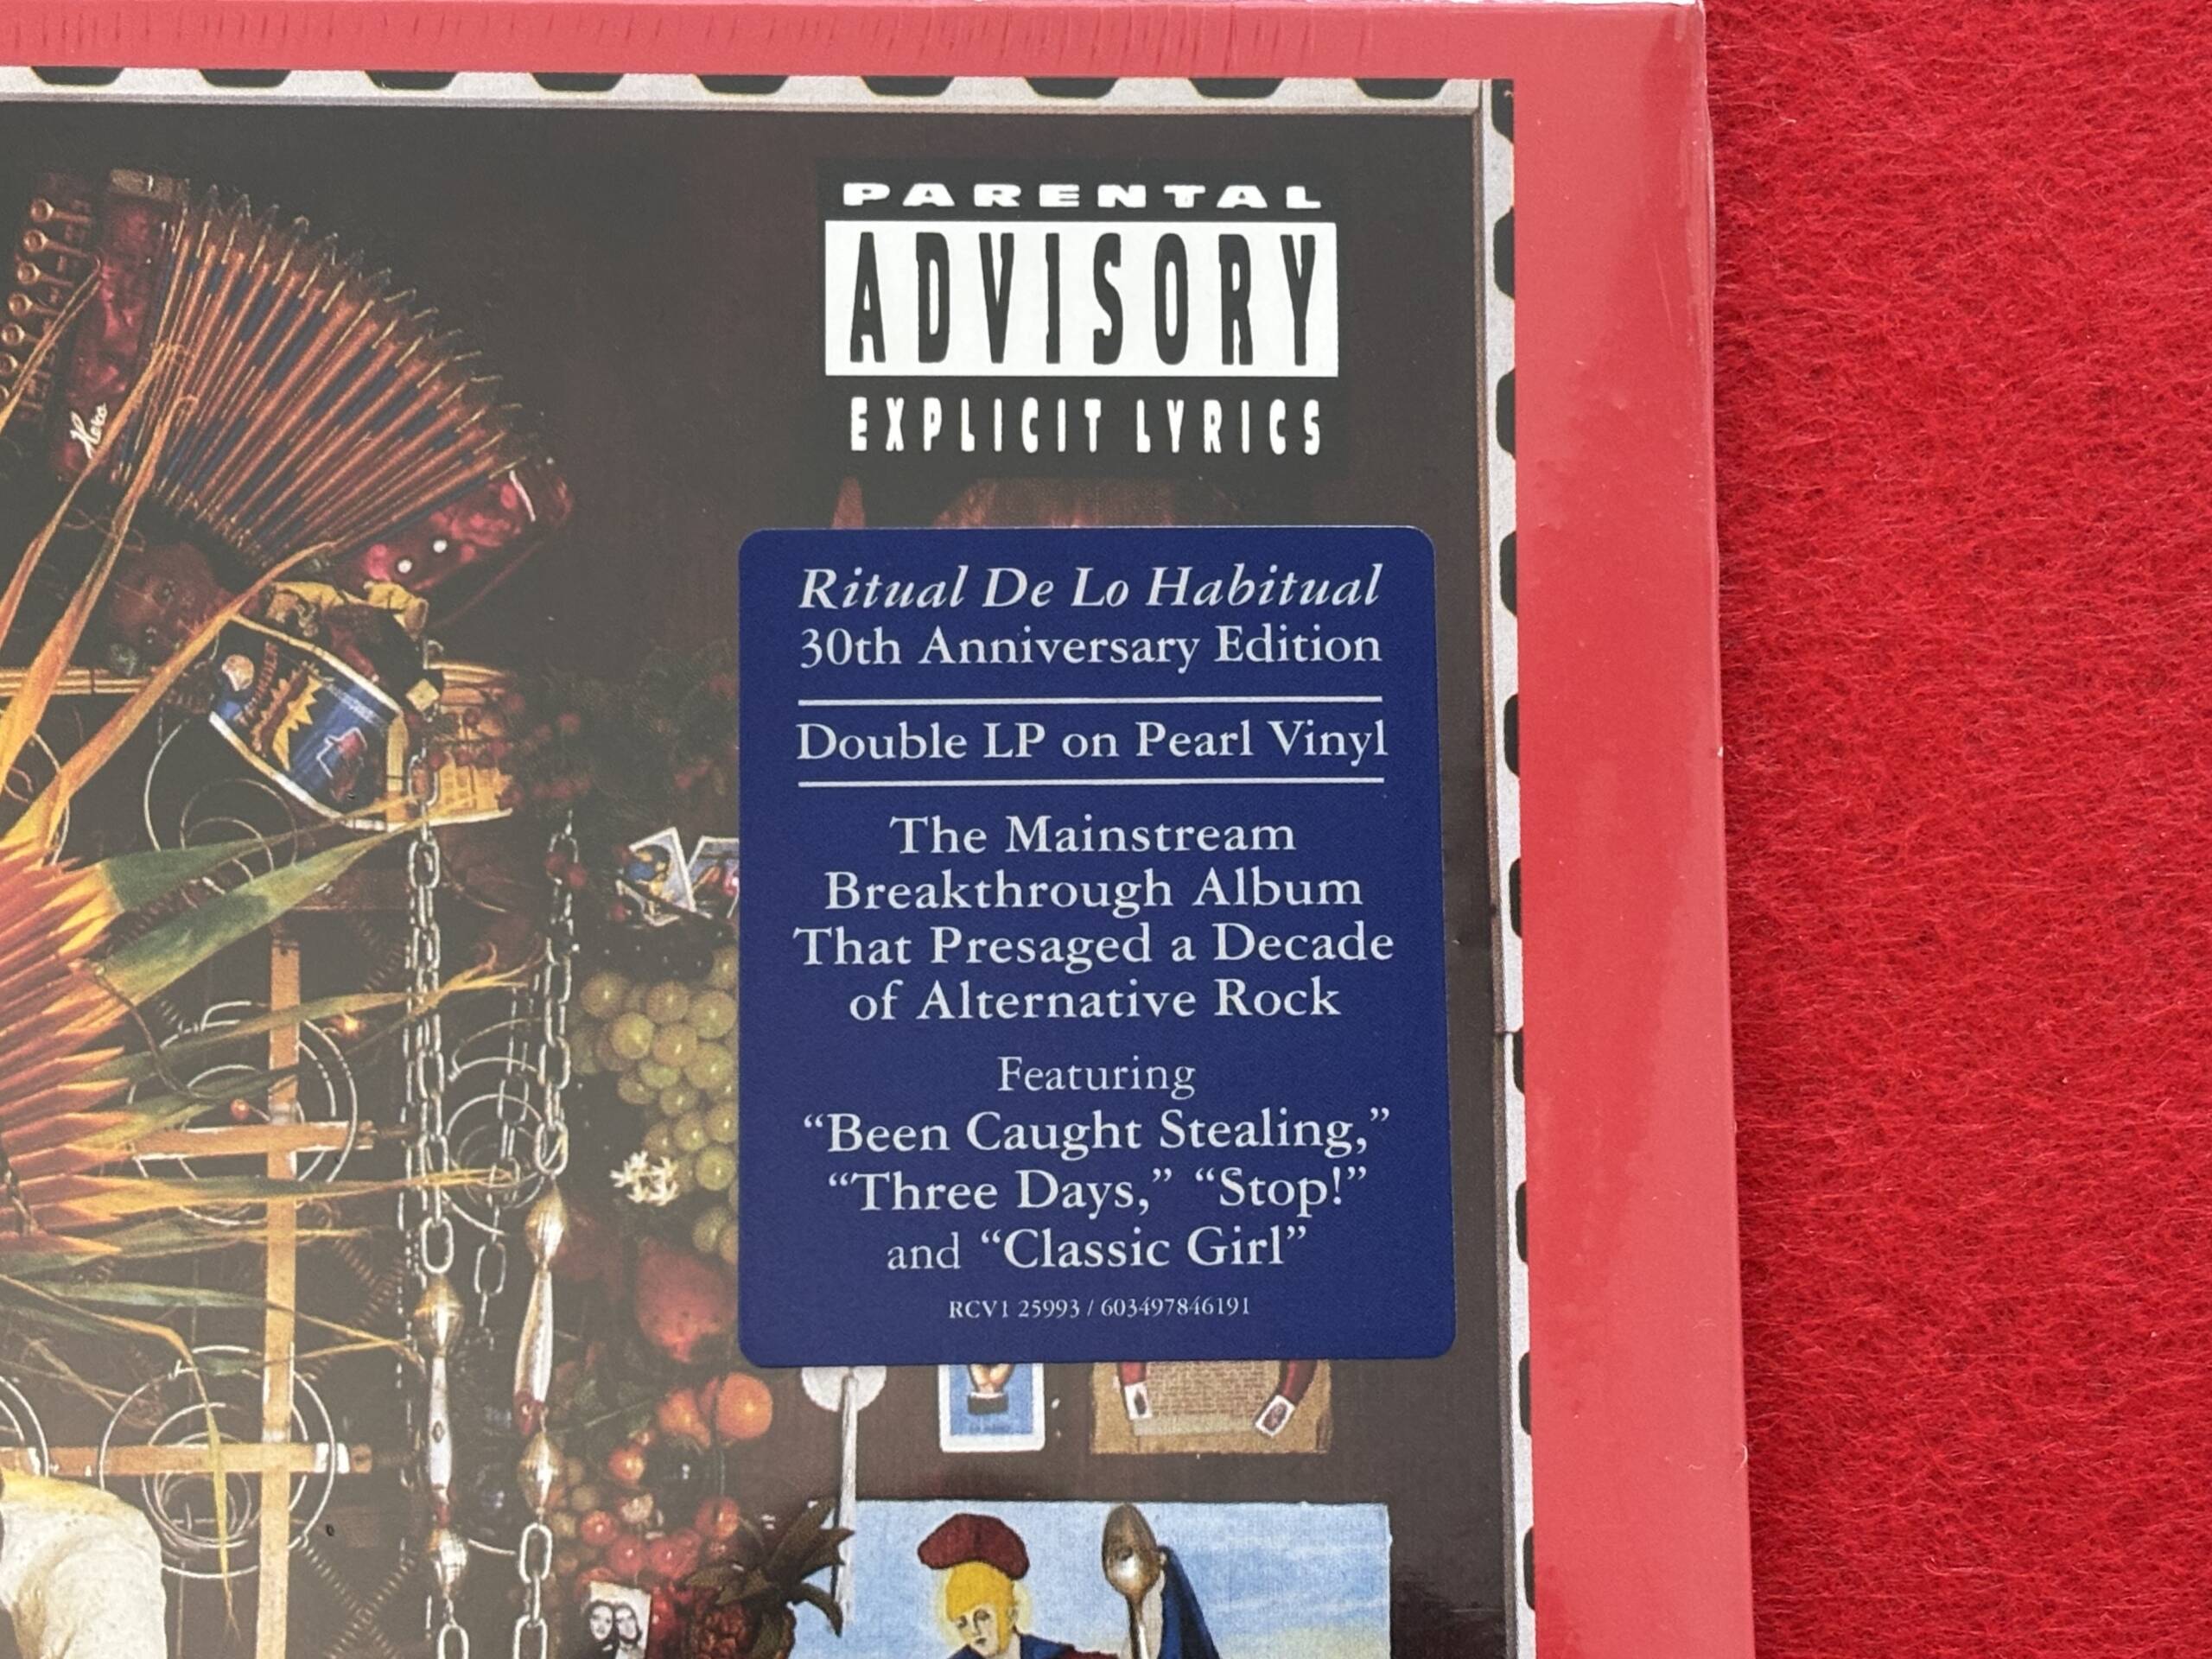 PARENTAL
ADVISORY
EXPLICIT LYRICS
Ritual De Lo Habitual
30th Anniversary Edition
Double LP on Pearl Vinyl
The Mainstream
Breakthrough Album
That Presaged a Decade
of Alternative Rock
Featuring
“Been Caught Stealing,”
“Three Days,” “Stop!”
and “Classic Girl”
RCV1 25993 / 603497846191